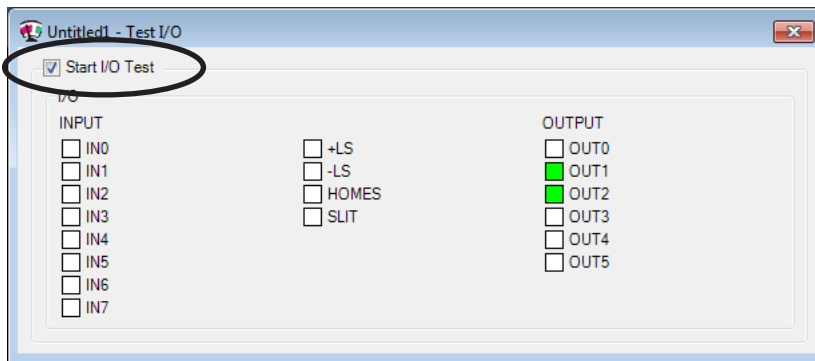 Untitled1 - Test I/O
Start I/O Test
I/O
INPUT
IN0
IN1
IN2
IN3
IN4
IN5
IN6
IN7
+LS
-LS
HOMES
SLIT
OUTPUT
OUT0
OUT1
OUT2
OUT3
OUT4
OUT5